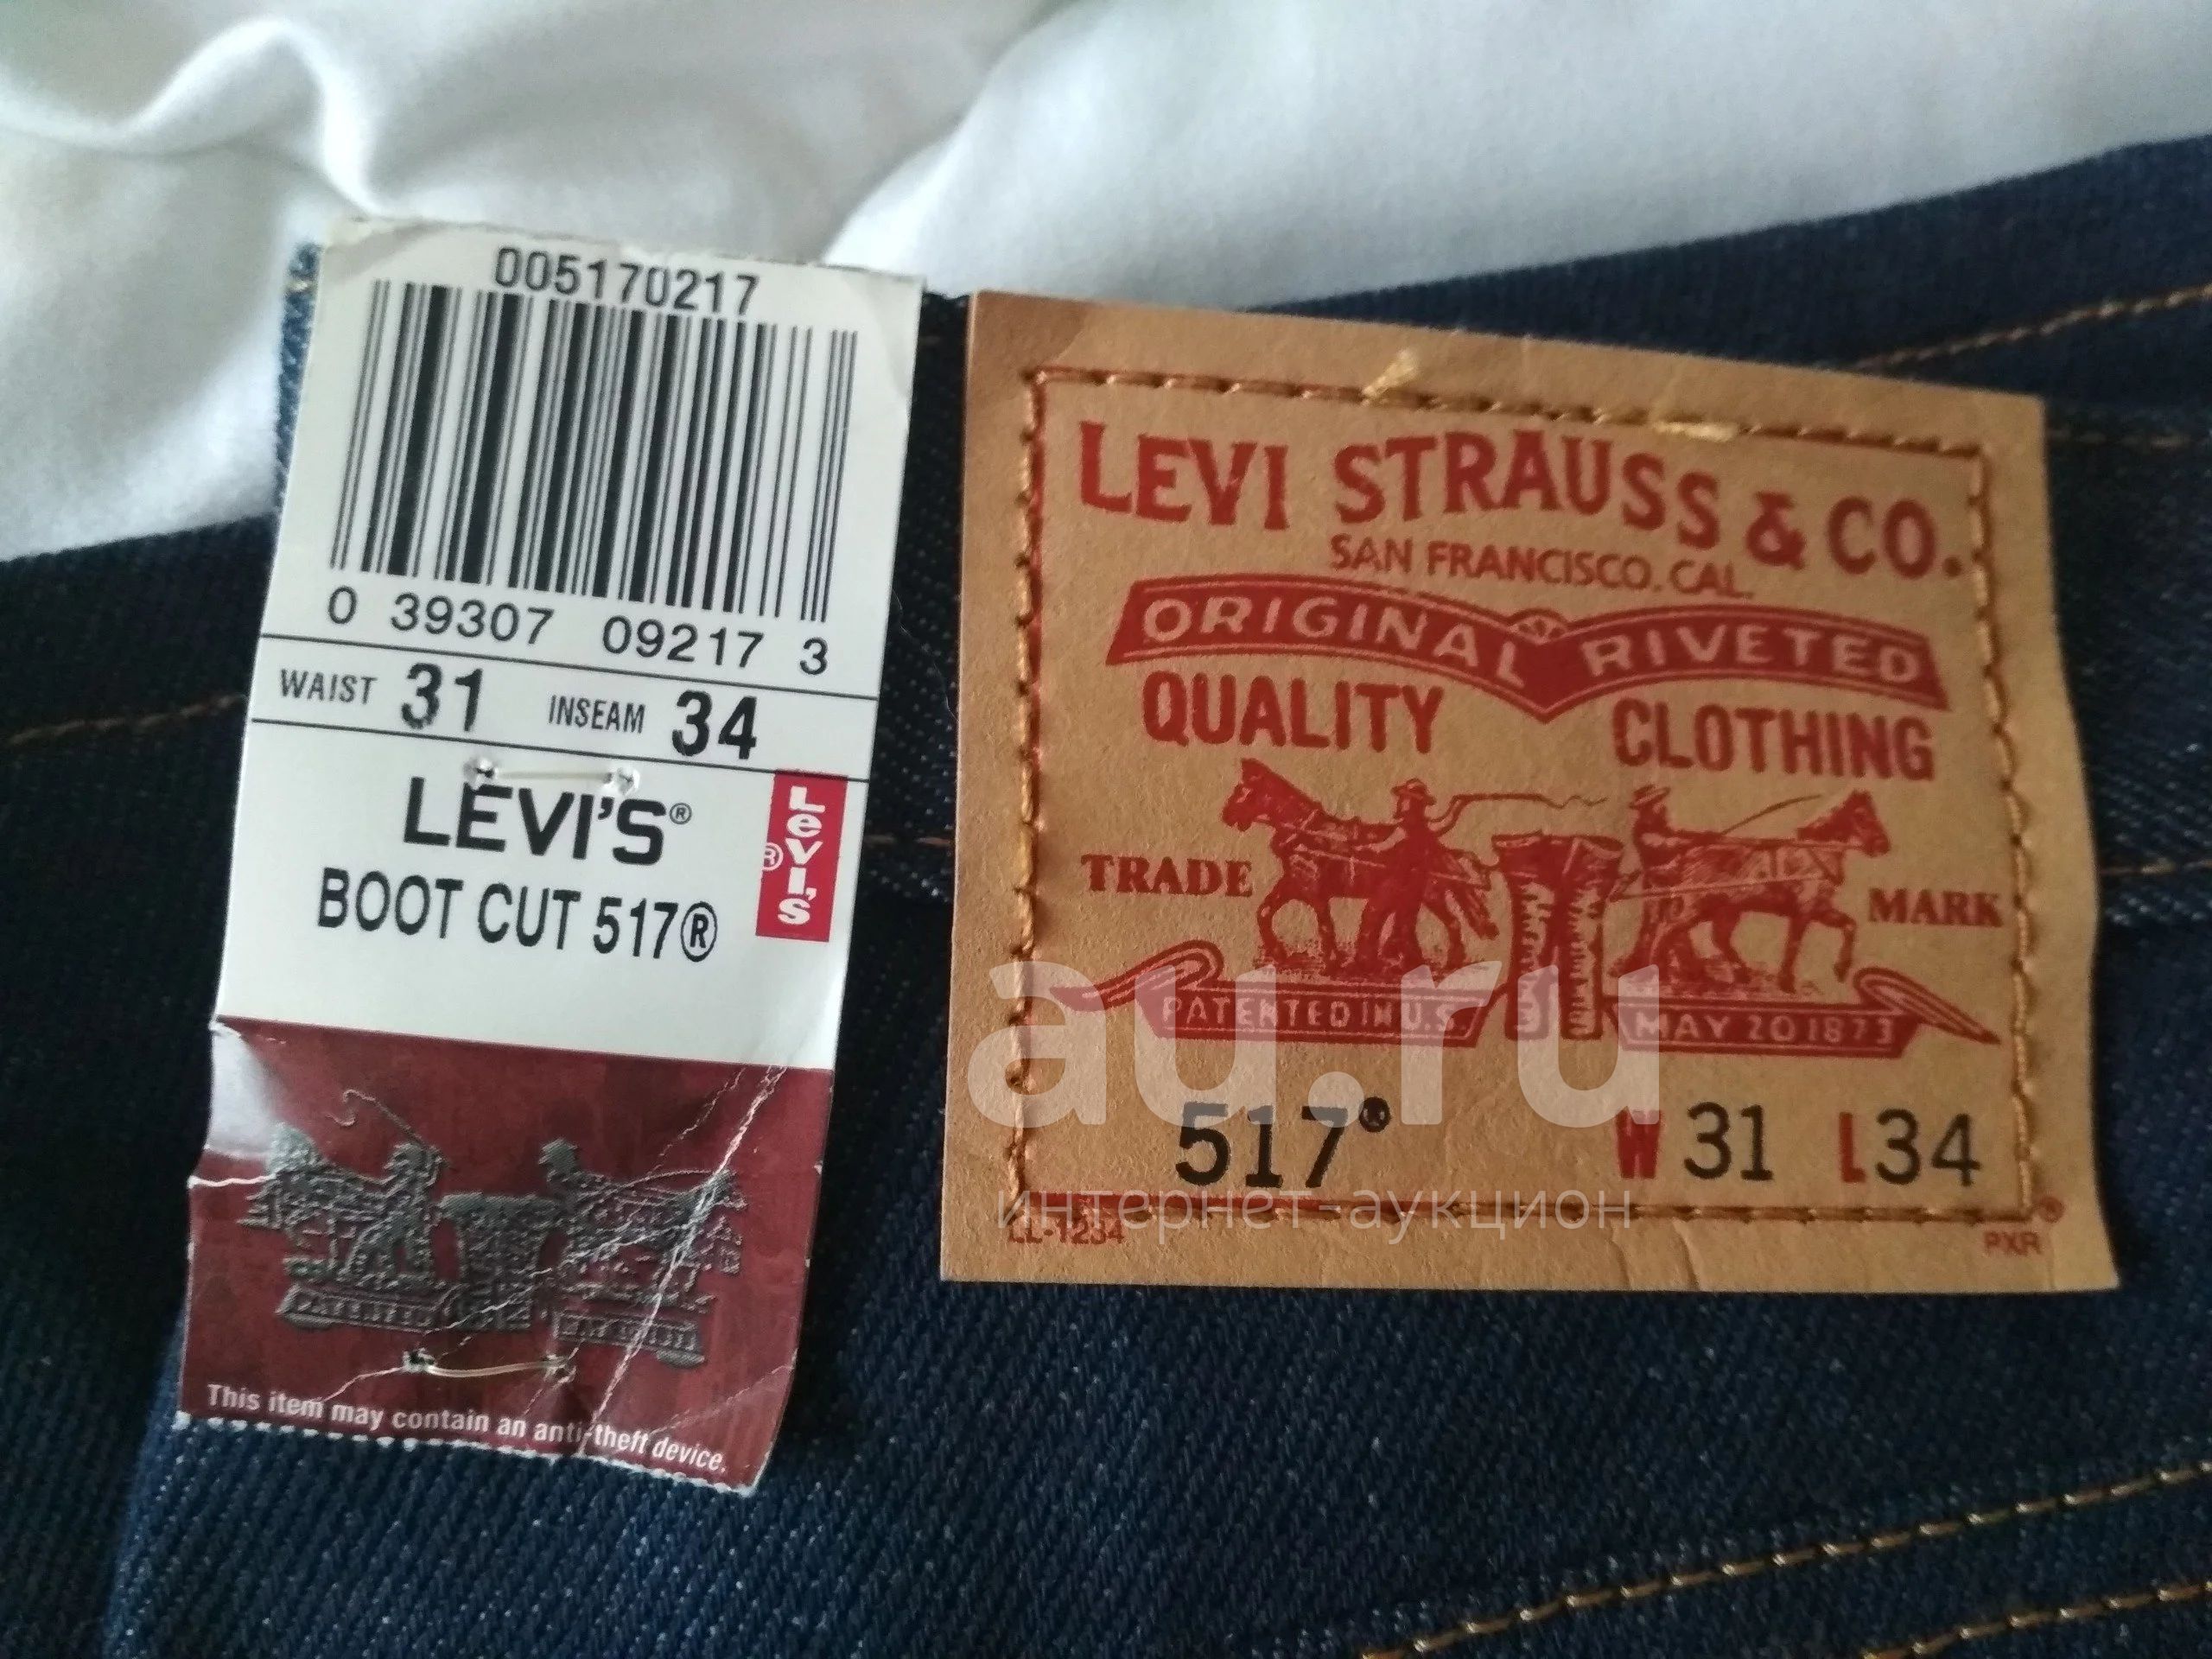 005170217
0 39307 09217 3
WAIST 31 INSEAM 34
LEVI'S®
BOOT CUT 517®
LEVI'S
®
This item may contain an anti-theft device.
LEVI STRAUSS & CO.
SAN FRANCISCO. CAL.
ORIGINAL RIVETED
QUALITY CLOTHING
TRADE MARK
PATENTED IN U.S. MAY 20 1873
517® W 31 L 34
LL-1234 PXR ®
au.ru
интернет-аукцион